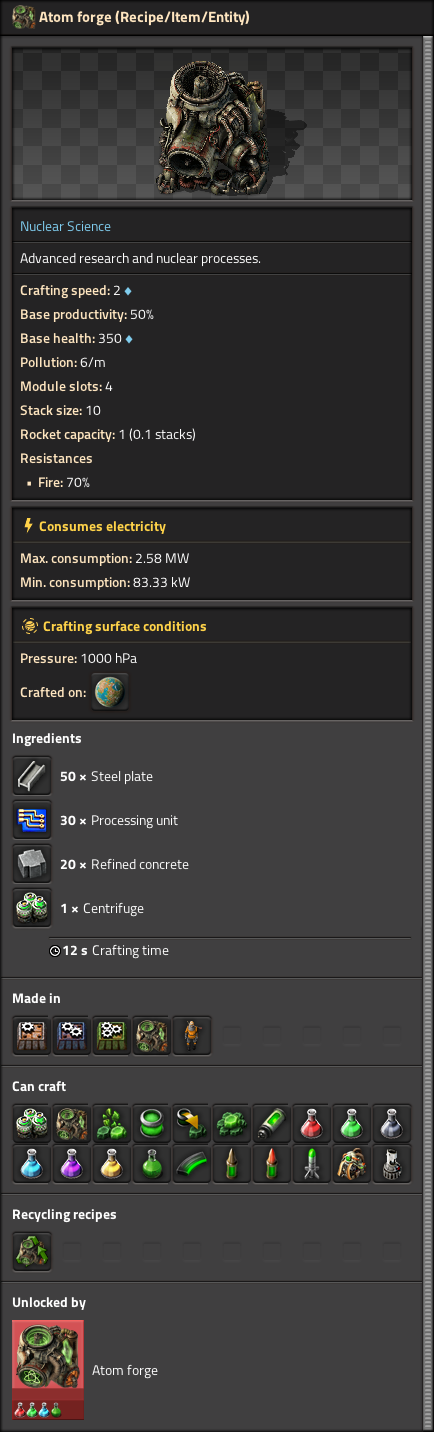 Atom forge (Recipe/Item/Entity)
Nuclear Science
Advanced research and nuclear processes.
Crafting speed: 2
Base productivity: 50%
Base health: 350
Pollution: 6/m
Module slots: 4
Stack size: 10
Rocket capacity: 1 (0.1 stacks)
Resistances
▪ Fire: 70%
Consumes electricity
Max. consumption: 2.58 MW
Min. consumption: 83.33 kW
Crafting surface conditions
Pressure: 1000 hPa
Crafted on:
Ingredients
50 × Steel plate
30 × Processing unit
20 × Refined concrete
1 × Centrifuge
12 s Crafting time
Made in
Can craft
Recycling recipes
Unlocked by
Atom forge